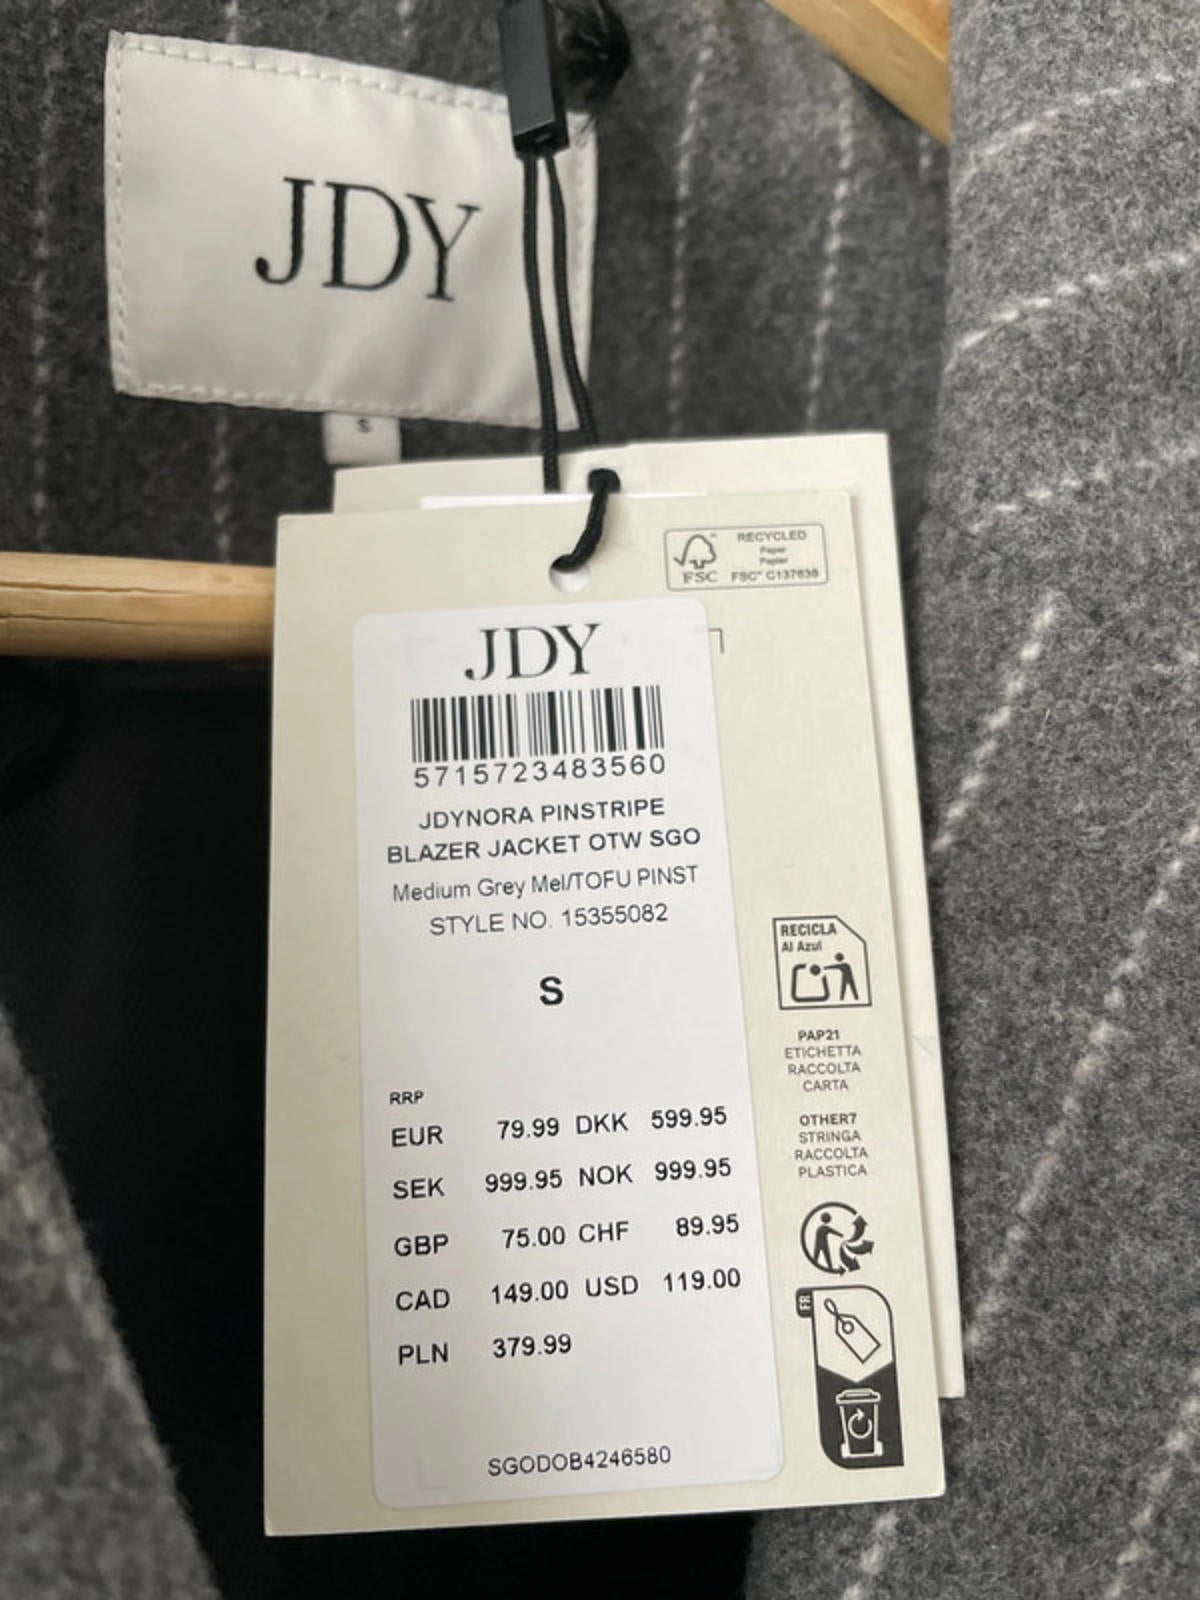 JDY
S
RECYCLED
Paper
Papier
FSC™ C137838
FSC
JDY
5715723483560
JDYNORA PINSTRIPE
BLAZER JACKET OTW SGO
Medium Grey Mel/TOFU PINST
STYLE NO. 15355082
S
RRP
EUR 79.99 DKK 599.95
SEK 999.95 NOK 999.95
GBP 75.00 CHF 89.95
CAD 149.00 USD 119.00
PLN 379.99
SGODOB4246580
RECICLA
Al Azul
PAP21
ETICHETTA
RACCOLTA
CARTA
OTHER7
STRINGA
RACCOLTA
PLASTICA
FR